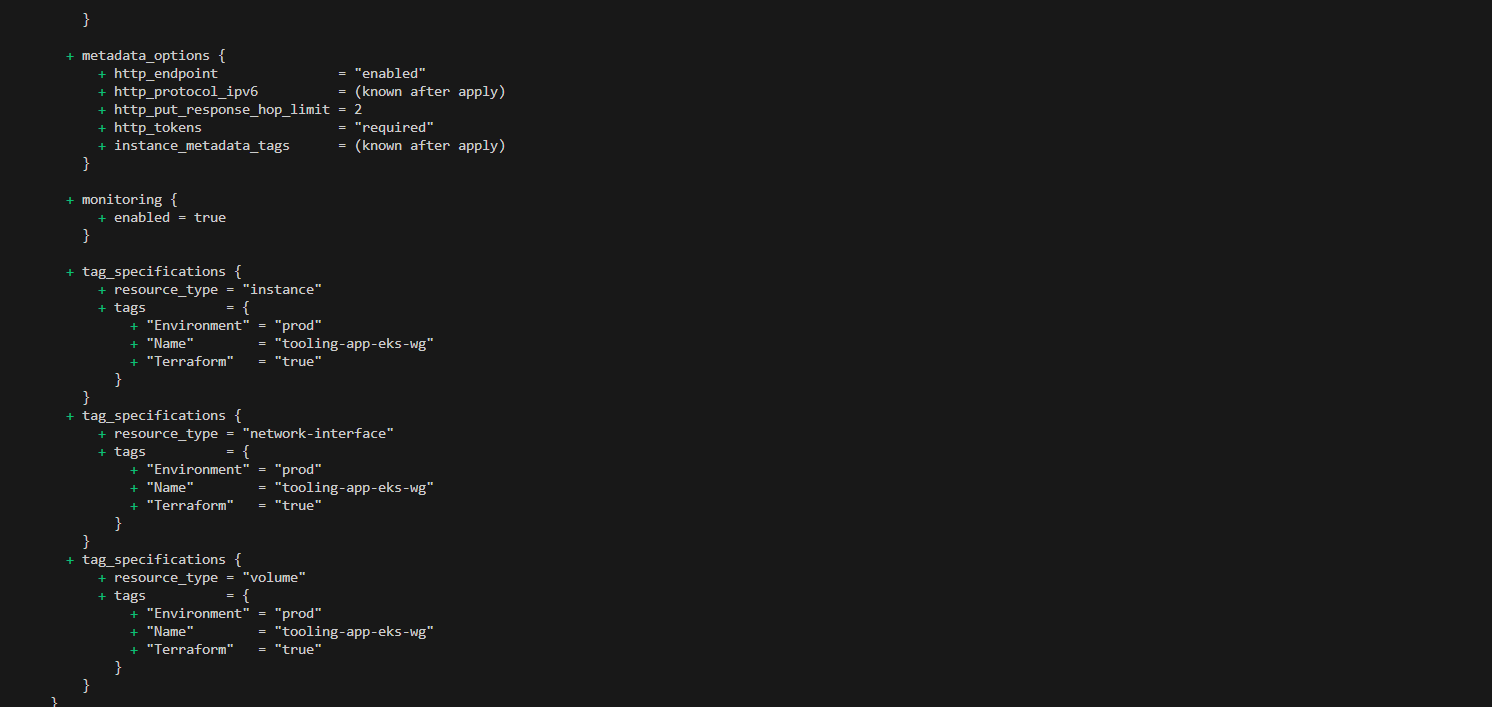 }

      + metadata_options {
          + http_endpoint               = "enabled"
          + http_protocol_ipv6          = (known after apply)
          + http_put_response_hop_limit = 2
          + http_tokens                 = "required"
          + instance_metadata_tags      = (known after apply)
        }

      + monitoring {
          + enabled = true
        }

      + tag_specifications {
          + resource_type = "instance"
          + tags          = {
              + "Environment" = "prod"
              + "Name"        = "tooling-app-eks-wg"
              + "Terraform"   = "true"
            }
        }
      + tag_specifications {
          + resource_type = "network-interface"
          + tags          = {
              + "Environment" = "prod"
              + "Name"        = "tooling-app-eks-wg"
              + "Terraform"   = "true"
            }
        }
      + tag_specifications {
          + resource_type = "volume"
          + tags          = {
              + "Environment" = "prod"
              + "Name"        = "tooling-app-eks-wg"
              + "Terraform"   = "true"
            }
        }
    }